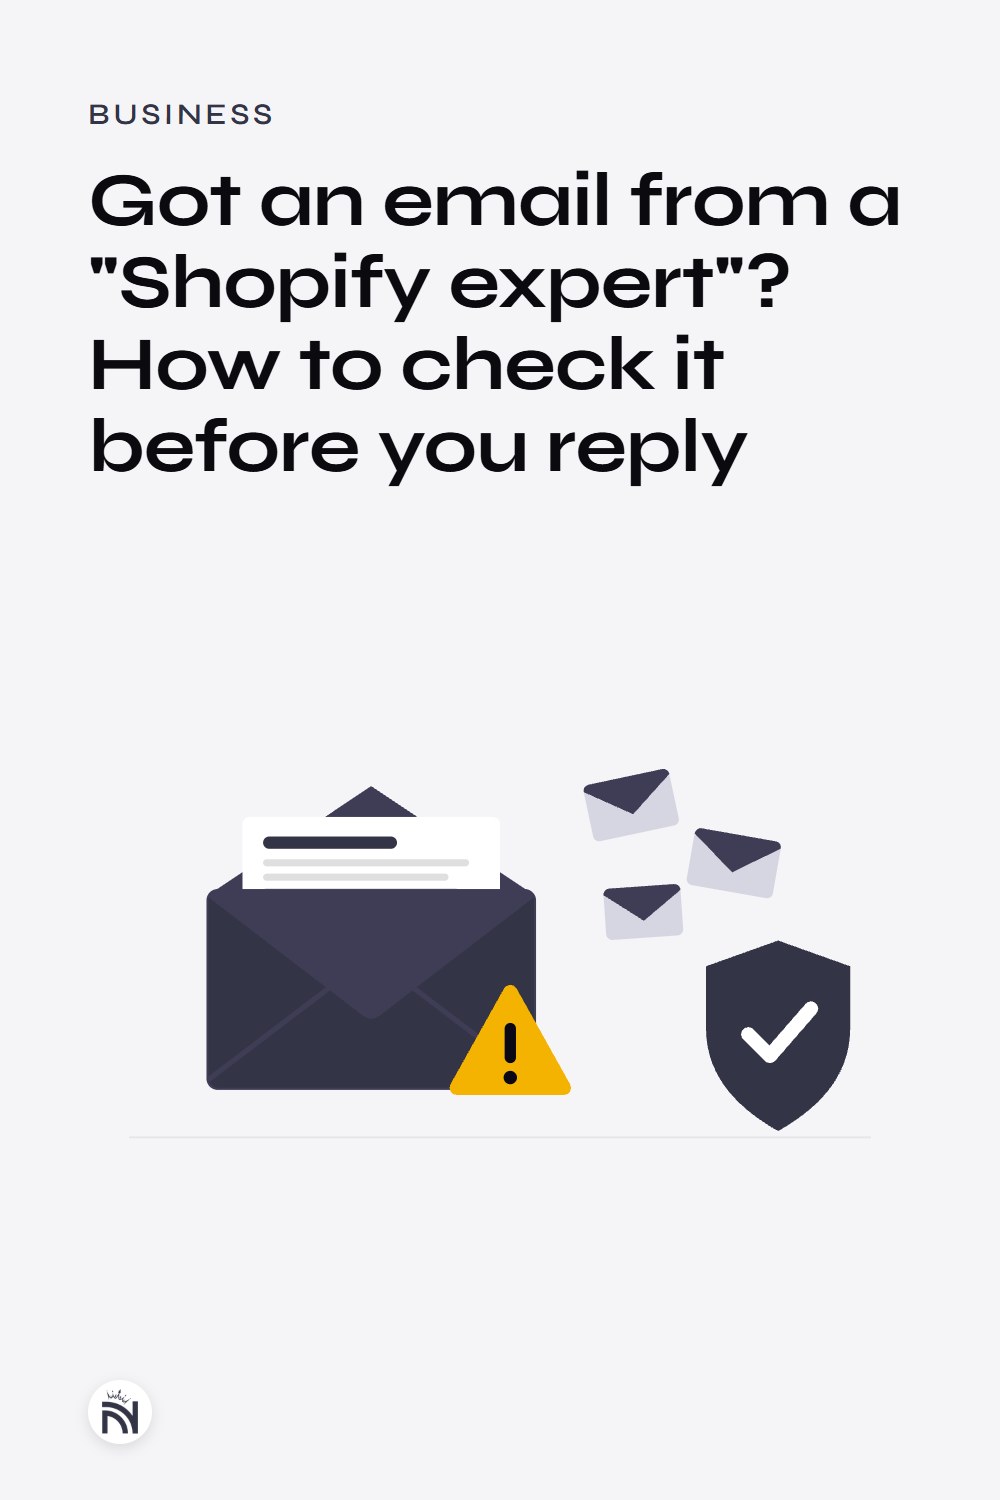 BUSINESS
Got an email from a
"Shopify expert"?
How to check it
before you reply